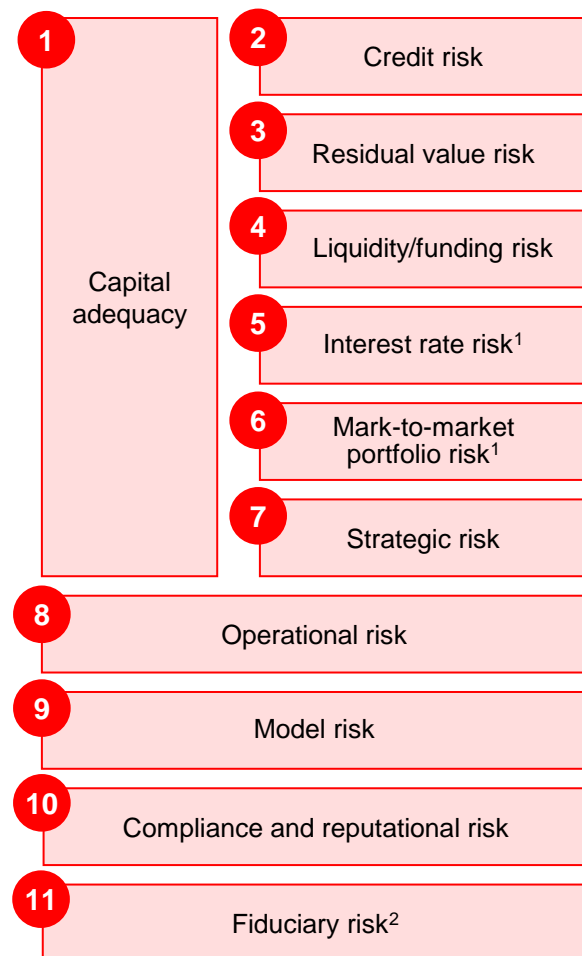 1
Capital
adequacy
2
Credit risk
3
Residual value risk
4
Liquidity/funding risk
5
Interest rate risk¹
6
Mark-to-market
portfolio risk¹
7
Strategic risk
8
Operational risk
9
Model risk
10
Compliance and reputational risk
11
Fiduciary risk²